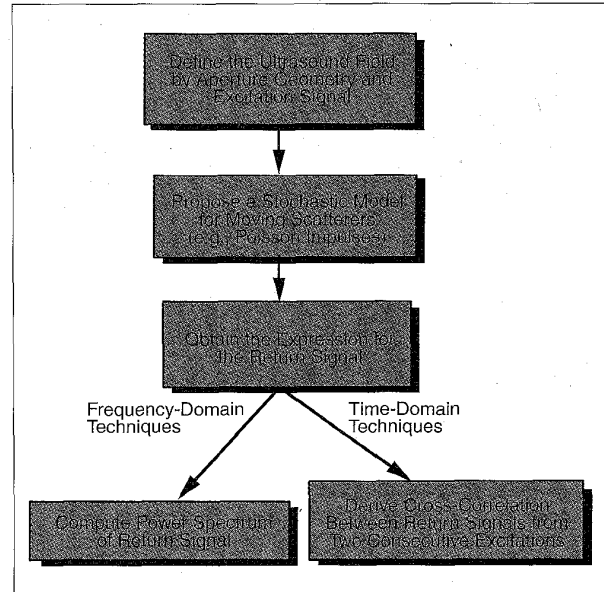 Define the Ultrasound Field
by Aperture Geometry and
Excitation Signal
Propose a Stochastic Model
for Moving Scatterers
(e.g., Poisson Impulses)
Obtain the Expression for
the Return Signal
Frequency-Domain
Techniques
Time-Domain
Techniques
Compute Power Spectrum
of Return Signal
Derive Cross-Correlation
Between Return Signals from
Two Consecutive Excitations